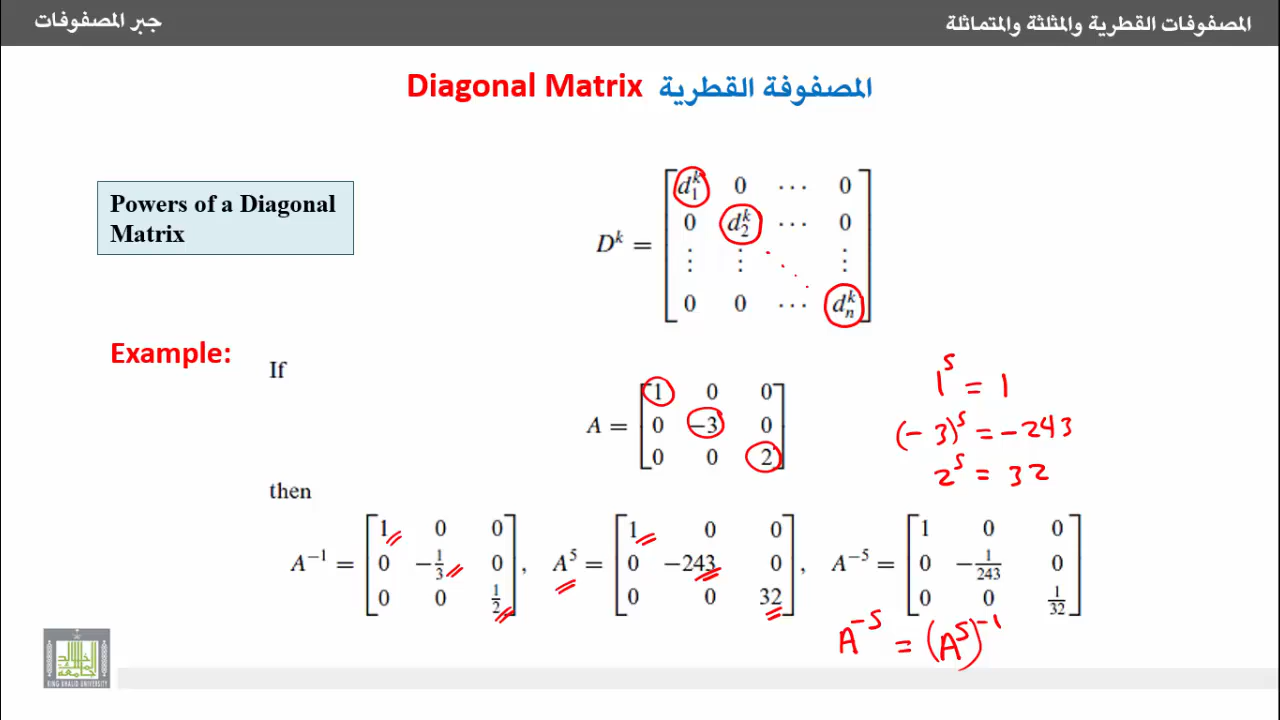 المصفوفات القطرية والمثلثة والمتماثلة
جبر المصفوفات
Diagonal Matrix المصفوفة القطرية
Powers of a Diagonal
Matrix
D^k = [ d_1^k 0 ⋯ 0
0 d_2^k ⋯ 0
⋮ ⋮ ⋮
0 0 ⋯ d_n^k ]
Example:
If
A = [ 1 0 0
0 −3 0
0 0 2 ]
1^5 = 1
(−3)^5 = −243
2^5 = 32
then
A^{−1} = [ 1 0 0
0 −1/3 0
0 0 1/2 ],
A^5 = [ 1 0 0
0 −243 0
0 0 32 ],
A^{−5} = [ 1 0 0
0 −1/243 0
0 0 1/32 ]
A^{−5} = (A^5)^{−1}
KING KHALID UNIVERSITY